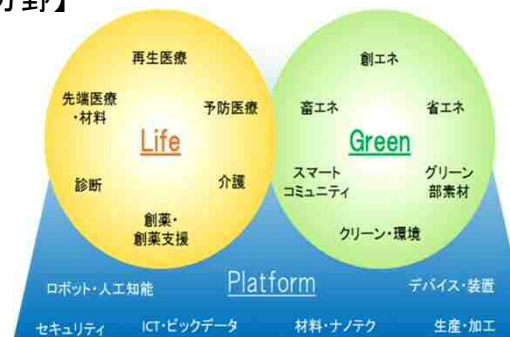 分野】
再生医療
先端医療
・材料
予防医療
Life
診断
介護
創薬・
創薬支援
創エネ
畜エネ
省エネ
Green
スマート
コミュニティ
グリーン
部素材
クリーン・環境
Platform
ロボット・人工知能
デバイス・装置
セキュリティ
ICT・ビックデータ
材料・ナノテク
生産・加工